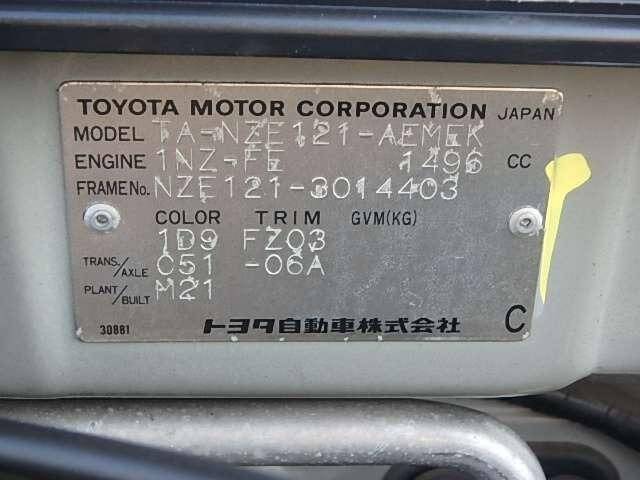 TOYOTA MOTOR CORPORATION JAPAN
MODEL TA-NZE121-AEMEK
ENGINE 1NZ-FE 1496 CC
FRAME No. NZE121-3014403
COLOR TRIM GVM(KG)
1D9 FZ03
TRANS./AXLE C51 -06A
PLANT/BUILT M21
30881 トヨタ自動車株式会社 C